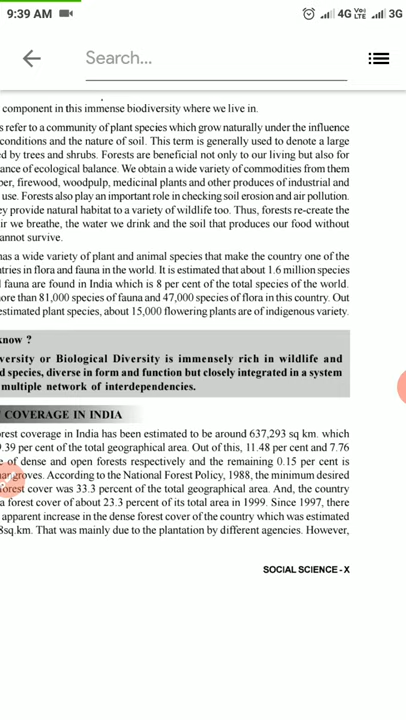 9:39 AM 4G VoLTE 3G
Search...
component in this immense biodiversity where we live in.
s refer to a community of plant species which grow naturally under the influence
conditions and the nature of soil. This term is generally used to denote a large
ed by trees and shrubs. Forests are beneficial not only to our living but also for
ance of ecological balance. We obtain a wide variety of commodities from them
ber, firewood, woodpulp, medicinal plants and other produces of industrial and
use. Forests also play an important role in checking soil erosion and air pollution.
ey provide natural habitat to a variety of wildlife too. Thus, forests re-create the
ir we breathe, the water we drink and the soil that produces our food without
annot survive.
has a wide variety of plant and animal species that make the country one of the
ntries in flora and fauna in the world. It is estimated that about 1.6 million species
l fauna are found in India which is 8 per cent of the total species of the world.
more than 81,000 species of fauna and 47,000 species of flora in this country. Out
estimated plant species, about 15,000 flowering plants are of indigenous variety.
know ?
versity or Biological Diversity is immensely rich in wildlife and
d species, diverse in form and function but closely integrated in a system
multiple network of interdependencies.
COVERAGE IN INDIA
rest coverage in India has been estimated to be around 637,293 sq km. which
9.39 per cent of the total geographical area. Out of this, 11.48 per cent and 7.76
e of dense and open forests respectively and the remaining 0.15 per cent is
angroves. According to the National Forest Policy, 1988, the minimum desired
forest cover was 33.3 percent of the total geographical area. And, the country
a forest cover of about 23.3 percent of its total area in 1999. Since 1997, there
apparent increase in the dense forest cover of the country which was estimated
8sq.km. That was mainly due to the plantation by different agencies. However,
SOCIAL SCIENCE - X